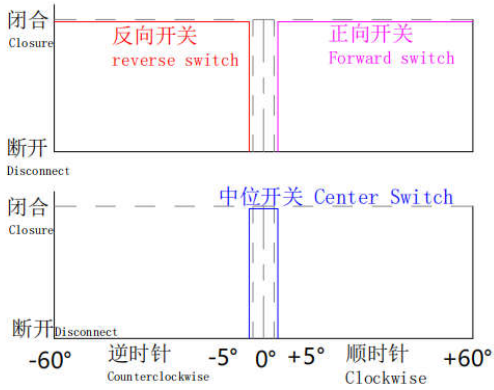 闭合
Closure
反向开关
reverse switch
正向开关
Forward switch
断开
Disconnect
闭合
Closure
中位开关 Center Switch
断开Disconnect
-60° 逆时针 -5° 0° +5° 顺时针 +60°
Counterclockwise Clockwise